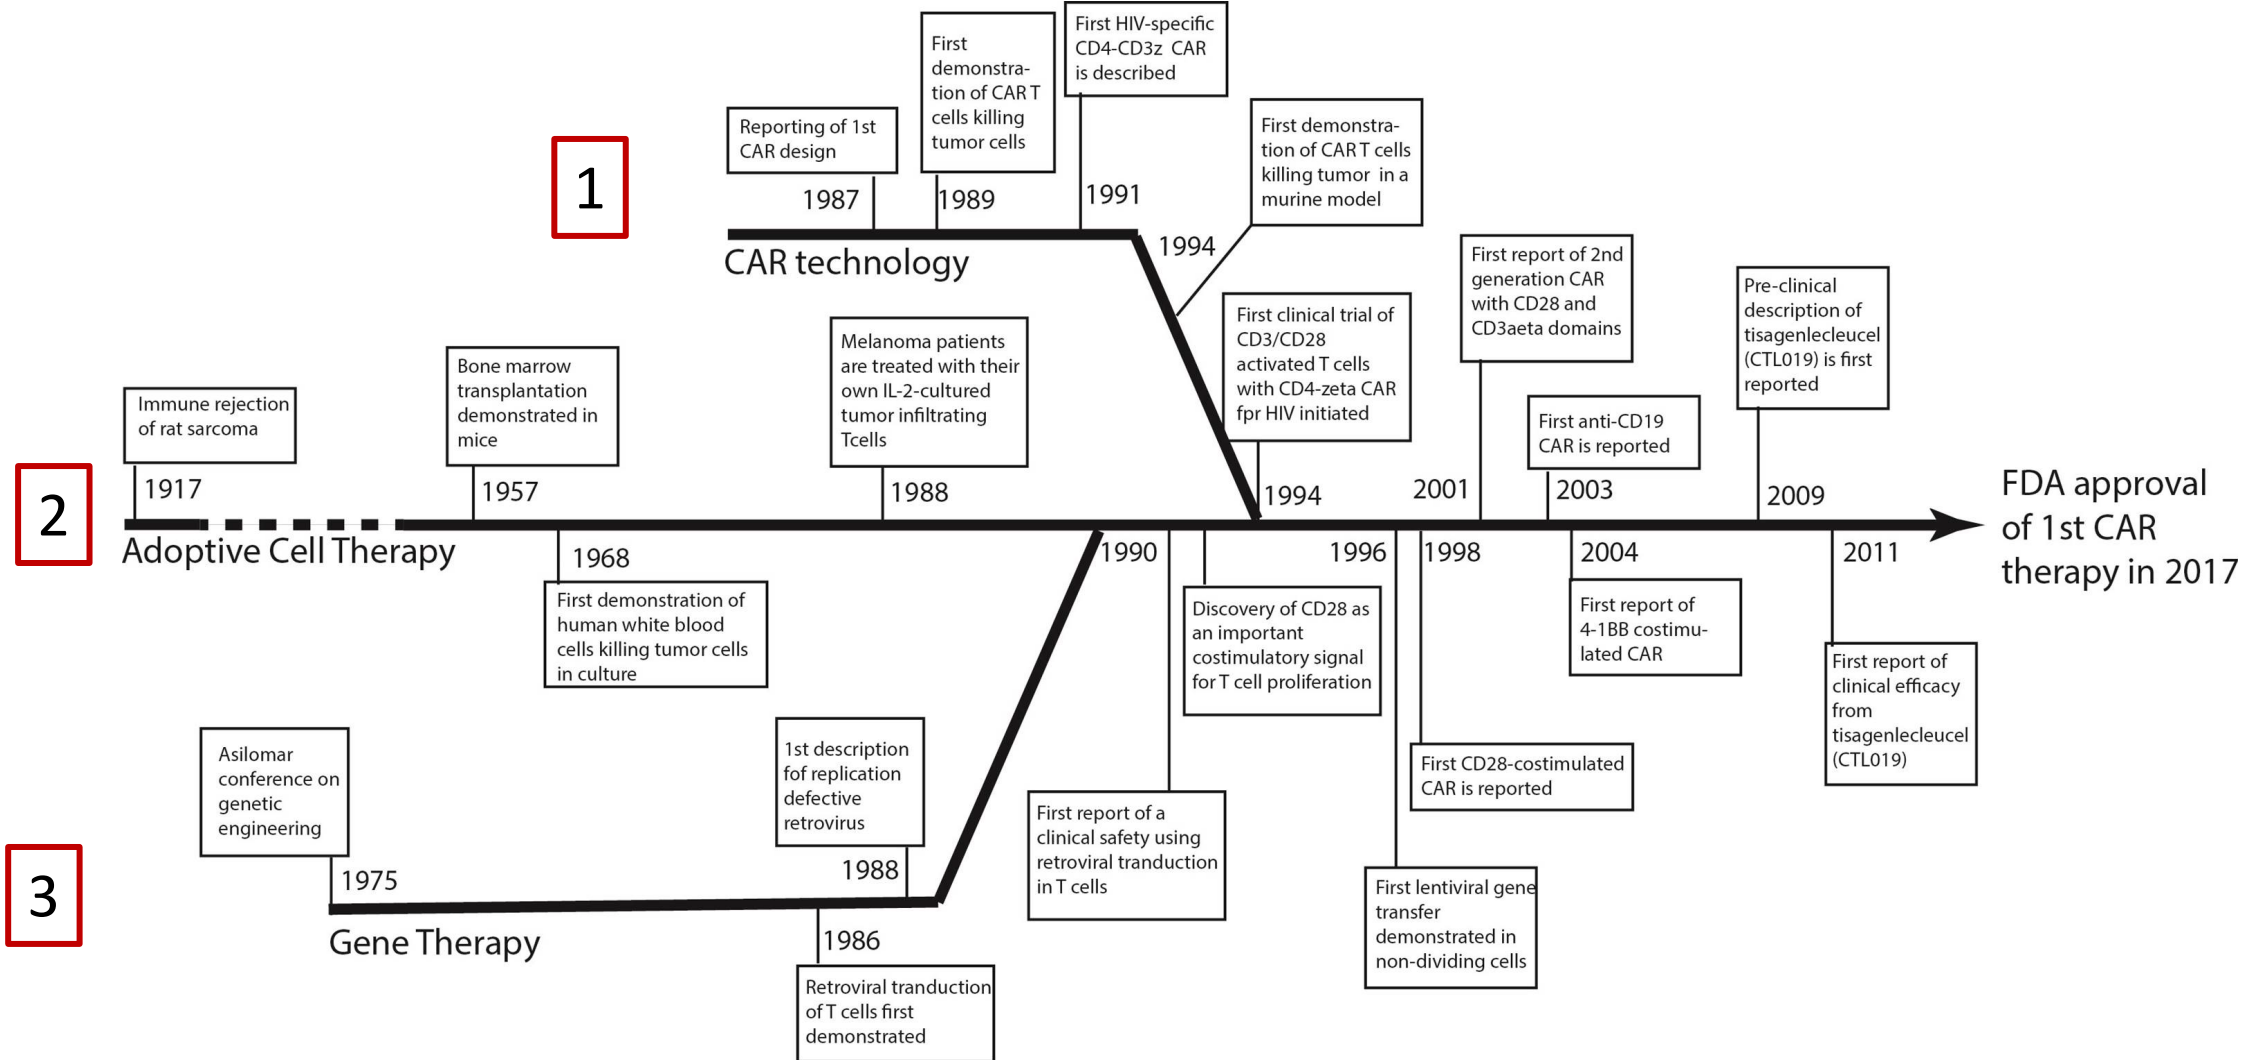 1
Reporting of 1st
CAR design
1987
First
demonstra-
tion of CAR T
cells killing
tumor cells
1989
First HIV-specific
CD4-CD3z CAR
is described
1991
First demonstra-
tion of CAR T cells
killing tumor in a
murine model
1994
CAR technology
2
Immune rejection
of rat sarcoma
1917
Bone marrow
transplantation
demonstrated in
mice
1957
Melanoma patients
are treated with their
own IL-2-cultured
tumor infiltrating
Tcells
1988
First clinical trial of
CD3/CD28
activated T cells
with CD4-zeta CAR
fpr HIV initiated
1994
First report of 2nd
generation CAR
with CD28 and
CD3aeta domains
2001
First anti-CD19
CAR is reported
2003
Pre-clinical
description of
tisagenlecleucel
(CTL019) is first
reported
2009
FDA approval
of 1st CAR
therapy in 2017
Adoptive Cell Therapy
1968
First demonstration of
human white blood
cells killing tumor cells
in culture
1990
First report of a
clinical safety using
retroviral tranduction
in T cells
Discovery of CD28 as
an important
costimulatory signal
for T cell proliferation
1996
First lentiviral gene
transfer
demonstrated in
non-dividing cells
1998
First CD28-costimulated
CAR is reported
2004
First report of
4-1BB costimu-
lated CAR
2011
First report of
clinical efficacy
from
tisagenlecleucel
(CTL019)
3
Asilomar
conference on
genetic
engineering
1975
1st description
fof replication
defective
retrovirus
1988
Gene Therapy
1986
Retroviral tranduction
of T cells first
demonstrated